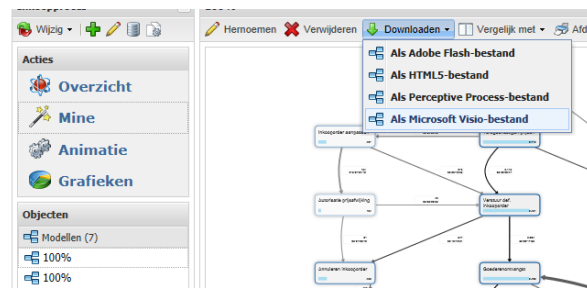 Wijzig
Hernoemen Verwijderen Downloaden Vergelijk met Afd
Acties
Overzicht
Mine
Animatie
Grafieken
Objecten
Modellen (7)
100%
100%
Als Adobe Flash-bestand
Als HTML5-bestand
Als Perceptive Process-bestand
Als Microsoft Visio-bestand
Inkooporder aanpassen
Autorisatie prijsafwijking
Verstuur def.
inkooporder
Annuleren inkooporder
Goederenontvangst